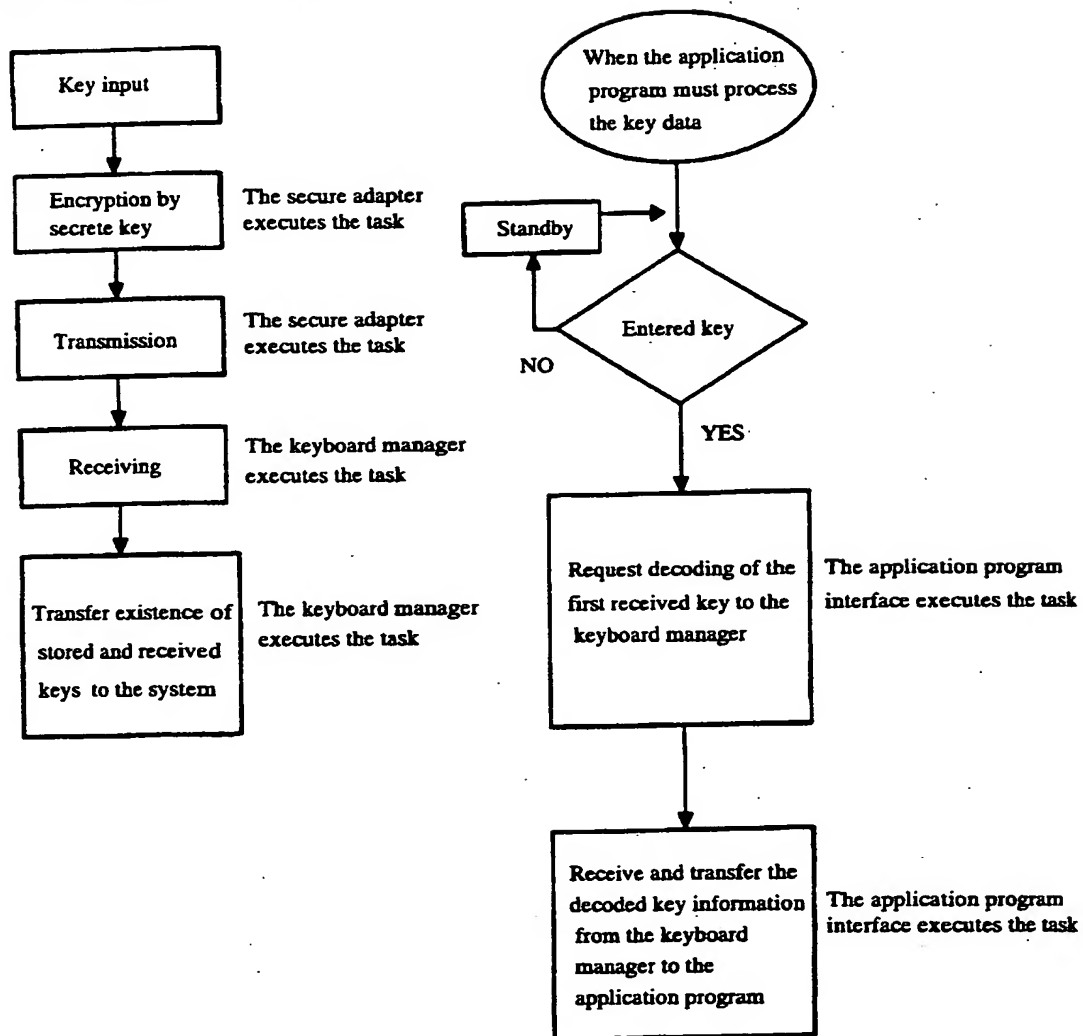 Key input
Encryption by
secrete key
The secure adapter
executes the task
Transmission
The secure adapter
executes the task
Receiving
The keyboard manager
executes the task
Transfer existence of
stored and received
keys to the system
The keyboard manager
executes the task
When the application
program must process
the key data
Standby
Entered key
NO
YES
Request decoding of the
first received key to the
keyboard manager
The application program
interface executes the task
Receive and transfer the
decoded key information
from the keyboard
manager to the
application program
The application program
interface executes the task